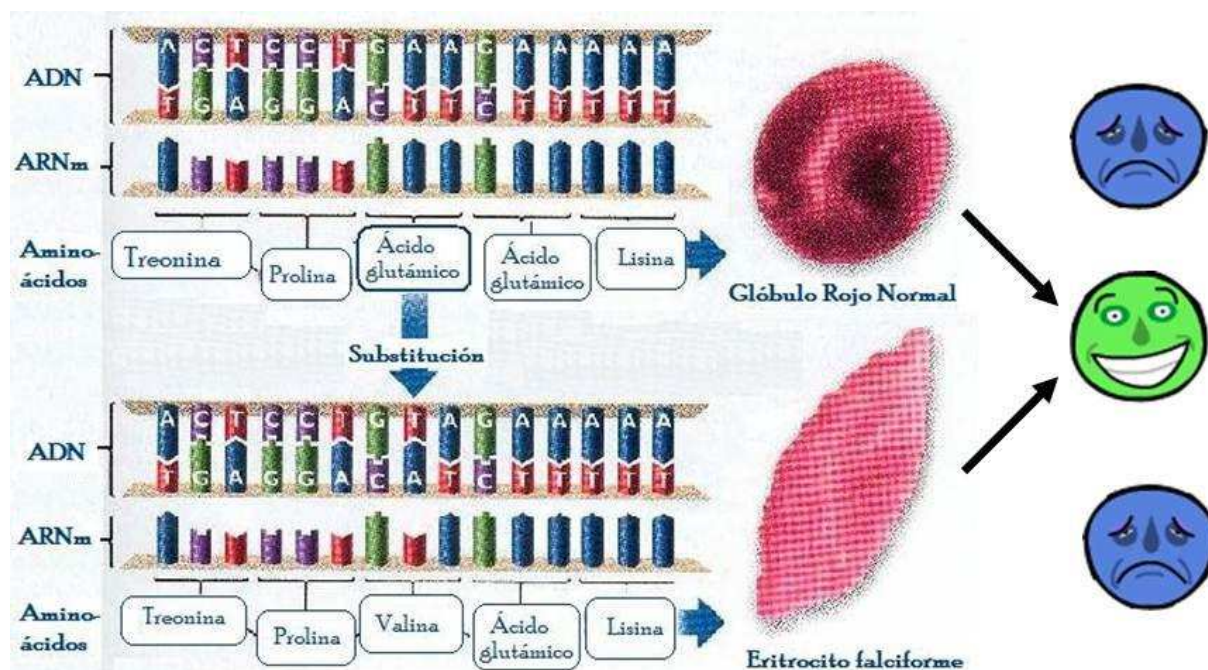 ADN
A C T C C T G A A G A A A A A
T G A G G A C T T C T T T T T
ARNm
Amino-
ácidos
Treonina
Prolina
Ácido
glutámico
Ácido
glutámico
Lisina
Glóbulo Rojo Normal
Substitución
ADN
A C T C C T G T A G A A A A A
T G A G G A C A T C T T T T T
ARNm
Amino-
ácidos
Treonina
Prolina
Valina
Ácido
glutámico
Lisina
Eritrocito falciforme